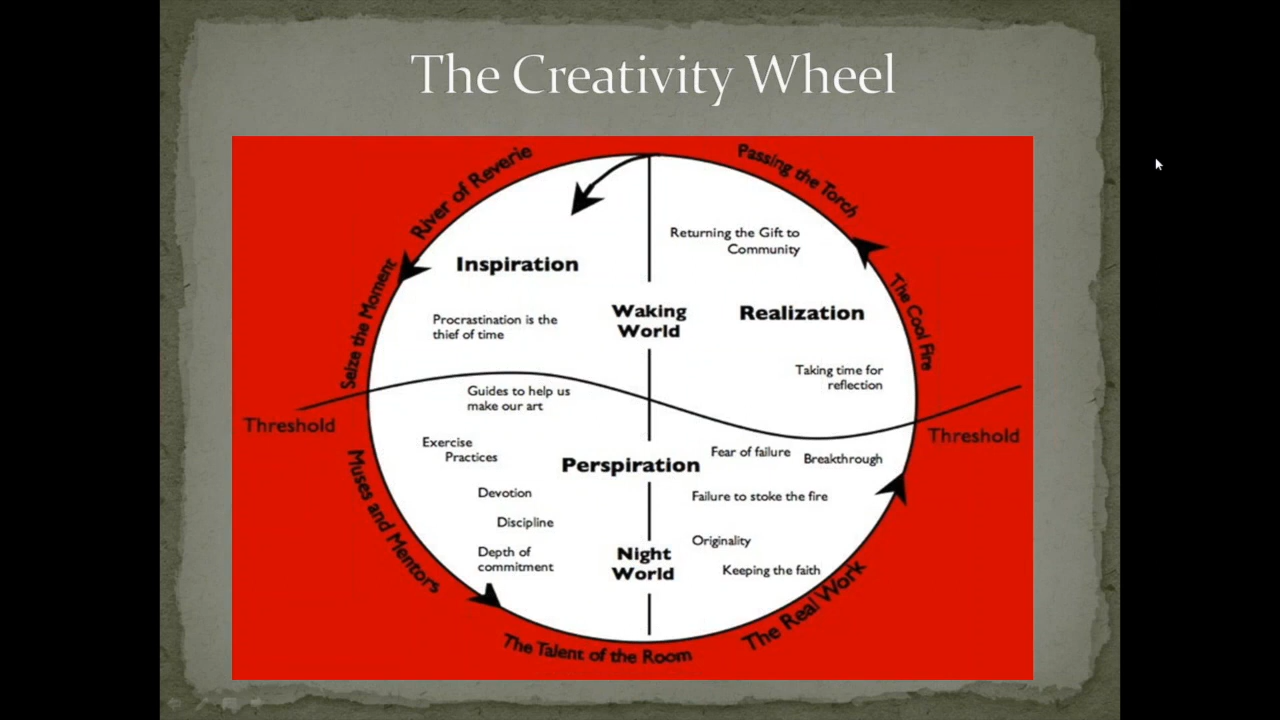 The Creativity Wheel
River of Reverie
Passing the Torch
Returning the Gift to
Community
Inspiration
Seize the Moment
The Cool Fire
Procrastination is the
thief of time
Waking
World
Realization
Taking time for
reflection
Guides to help us
make our art
Threshold
Threshold
Exercise
Practices
Perspiration
Fear of failure
Breakthrough
Muses and Mentors
Devotion
Failure to stoke the fire
Discipline
Originality
Depth of
commitment
Night
World
Keeping the faith
The Talent of the Room
The Real Work